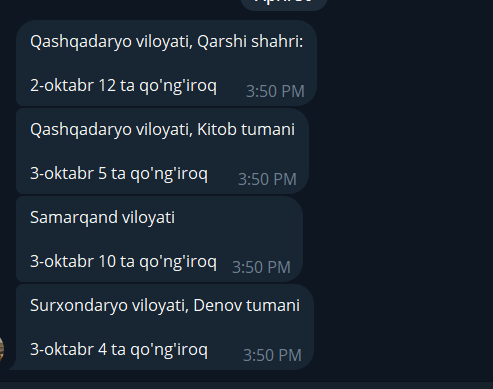 Qashqadaryo viloyati, Qarshi shahri:
2-oktabr 12 ta qo'ng'iroq 3:50 PM
Qashqadaryo viloyati, Kitob tumani
3-oktabr 5 ta qo'ng'iroq 3:50 PM
Samarqand viloyati
3-oktabr 10 ta qo'ng'iroq 3:50 PM
Surxondaryo viloyati, Denov tumani
3-oktabr 4 ta qo'ng'iroq 3:50 PM